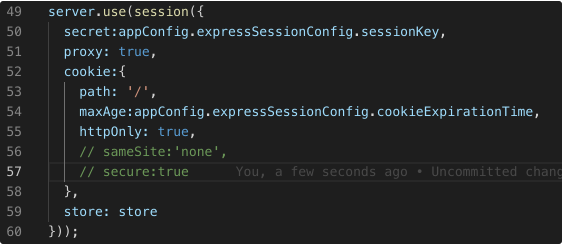 49 server.use(session({
50 secret:appConfig.expressSessionConfig.sessionKey,
51 proxy: true,
52 cookie:{
53 path: '/',
54 maxAge:appConfig.expressSessionConfig.cookieExpirationTime,
55 httpOnly: true,
56 // sameSite:'none',
57 // secure:true You, a few seconds ago • Uncommitted chang
58 },
59 store: store
60 }));